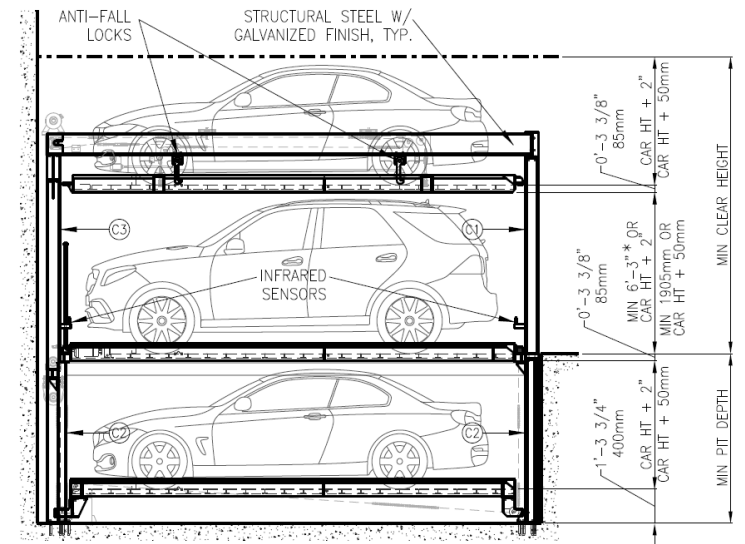 ANTI-FALL
LOCKS
STRUCTURAL STEEL W/
GALVANIZED FINISH, TYP.
0'-3 3/8"
85mm
CAR HT + 2"
CAR HT + 50mm
MIN CLEAR HEIGHT
C3
C1
INFRARED
SENSORS
0'-3 3/8"
85mm
MIN 6'-3"* OR
CAR HT + 2"
MIN 1905mm OR
CAR HT + 50mm
C2
C2
1'-3 3/4"
400mm
CAR HT + 2"
CAR HT + 50mm
MIN PIT DEPTH